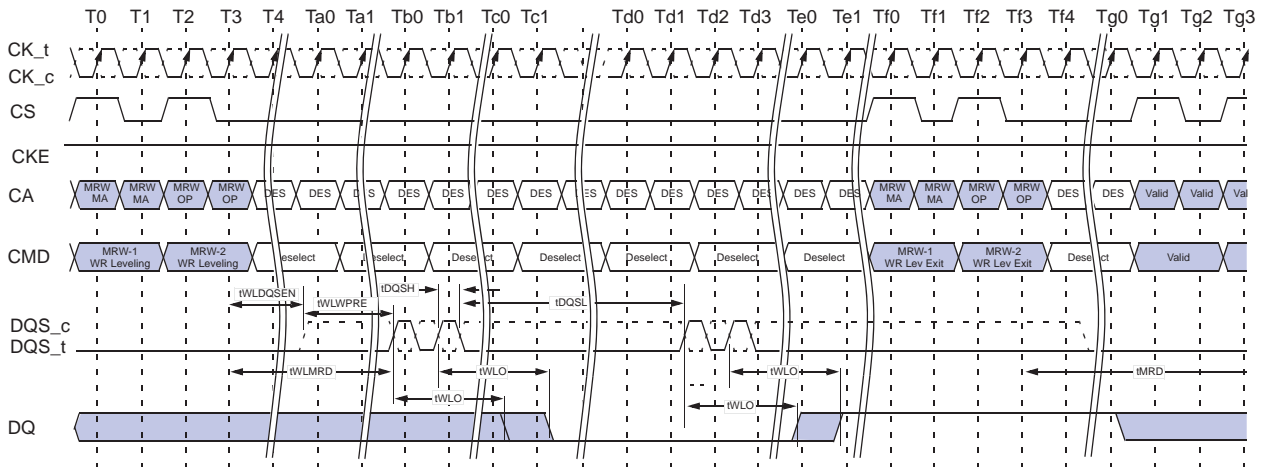 T0 T1 T2 T3 T4 Ta0 Ta1 Tb0 Tb1 Tc0 Tc1 Td0 Td1 Td2 Td3 Te0 Te1 Tf0 Tf1 Tf2 Tf3 Tf4 Tg0 Tg1 Tg2 Tg3
CK_t
CK_c
CS
CKE
CA
MRW MRW MRW MRW DES DES DES DES DES DES DES DES DES DES DES DES DES DES MRW MRW MRW MRW DES DES Valid Valid Val
MA MA OP OP MA MA OP OP
CMD
MRW-1 MRW-2 Deselect Deselect Deselect Deselect Deselect Deselect Deselect MRW-1 MRW-2 Deselect Valid
WR Leveling WR Leveling WR Lev Exit WR Lev Exit
tDQSH
tWLDQSEN
tWLWPRE tDQSL
DQS_c
DQS_t
tWLMRD tWLO tWLO tMRD
tWLO tWLO
DQ